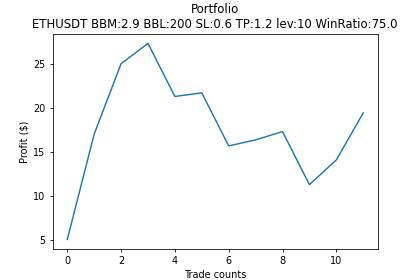 Portfolio
ETHUSDT BBM:2.9 BBL:200 SL:0.6 TP:1.2 lev:10 WinRatio:75.0
25
20
15
10
5
Profit ($)
0
2
4
6
8
10
Trade counts